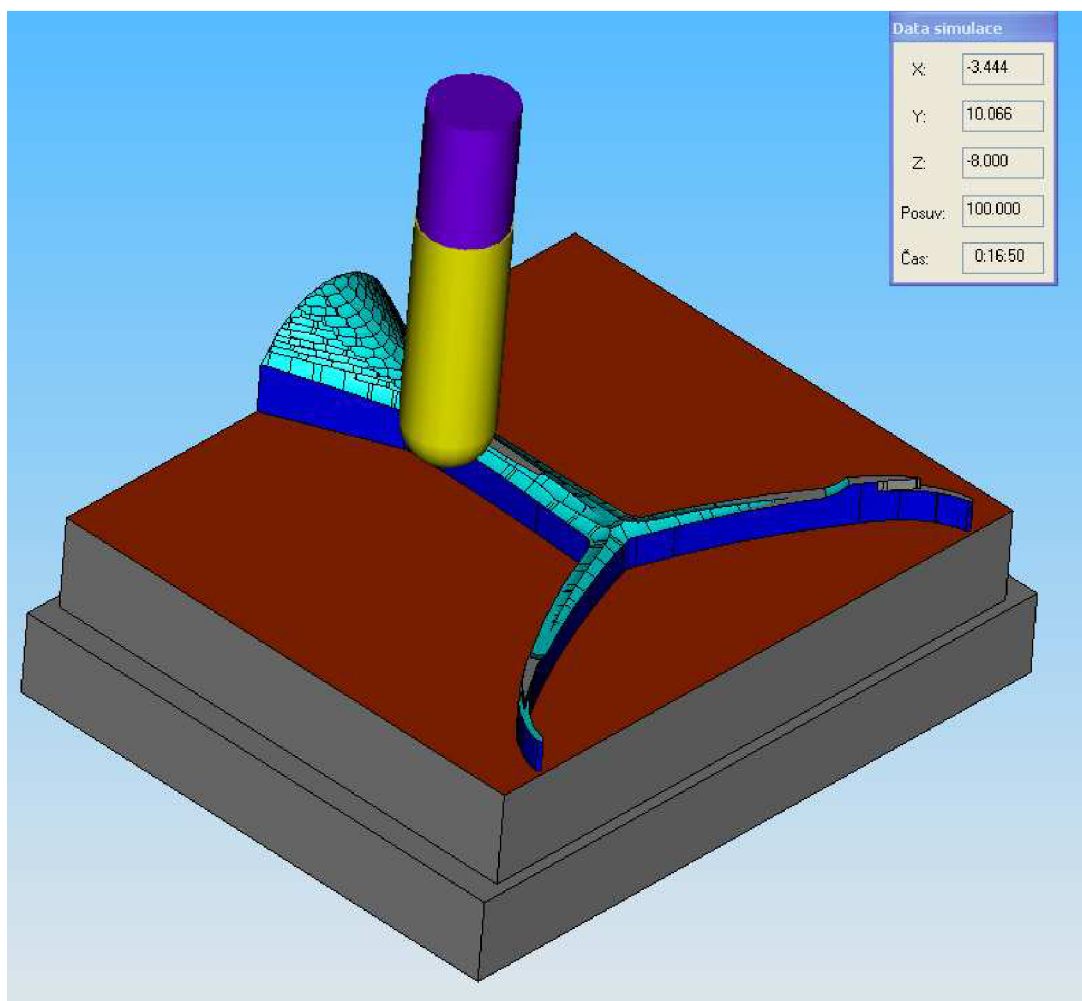 Data simulace
X: -3.444
Y: 10.066
Z: -8.000
Posuv: 100.000
Čas: 0:16:50